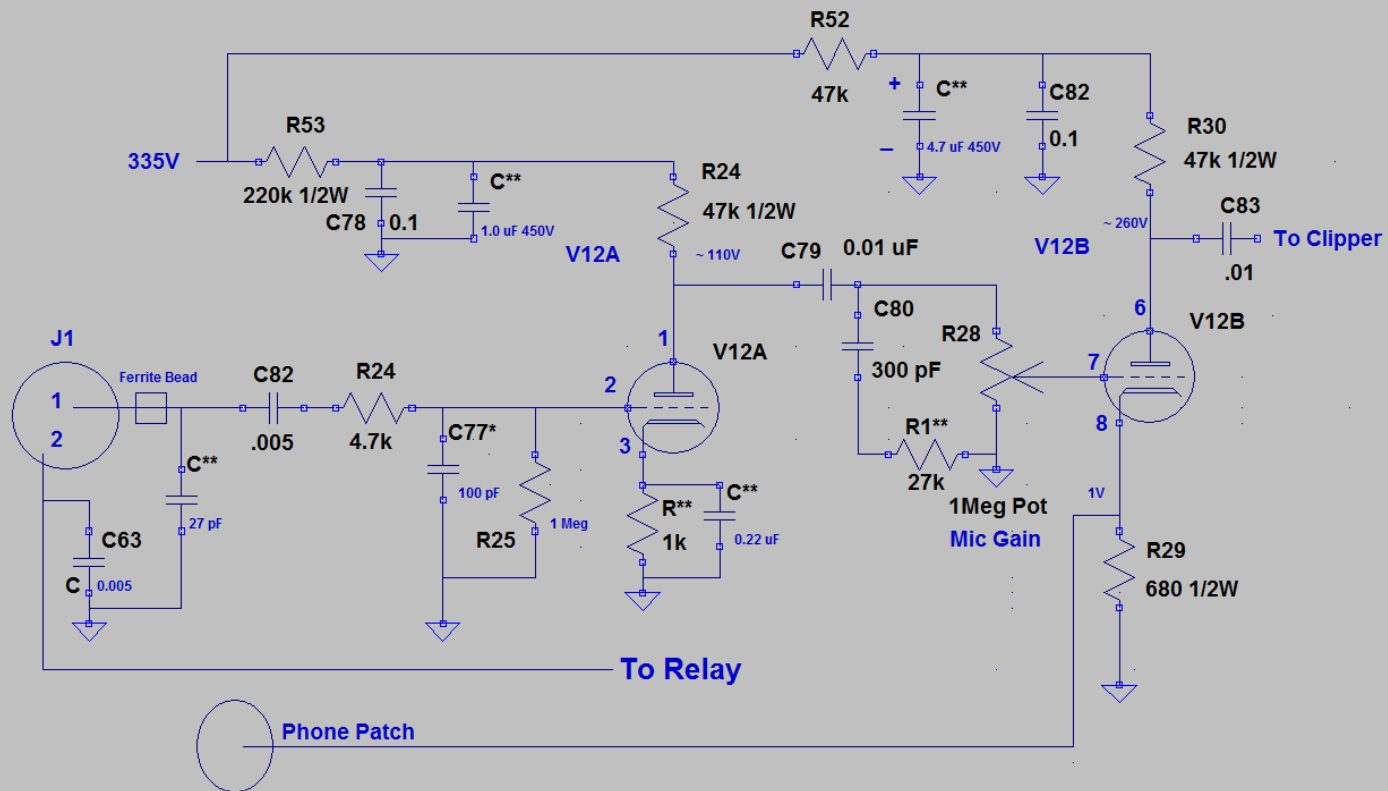 R52
47k
+
C**
–
4.7 uF 450V
C82
0.1
R30
47k 1/2W
R53
335V
220k 1/2W
C78
0.1
C**
1.0 uF 450V
R24
47k 1/2W
V12A
~ 110V
C79
0.01 uF
V12B
~ 260V
C83
.01
To Clipper
J1
1
2
Ferrite Bead
C**
27 pF
C63
C
0.005
C82
.005
R24
4.7k
C77*
100 pF
R25
1 Meg
1
2
3
V12A
R**
1k
C**
0.22 uF
C80
300 pF
R1**
27k
R28
1Meg Pot
Mic Gain
6
7
8
V12B
1V
R29
680 1/2W
To Relay
Phone Patch